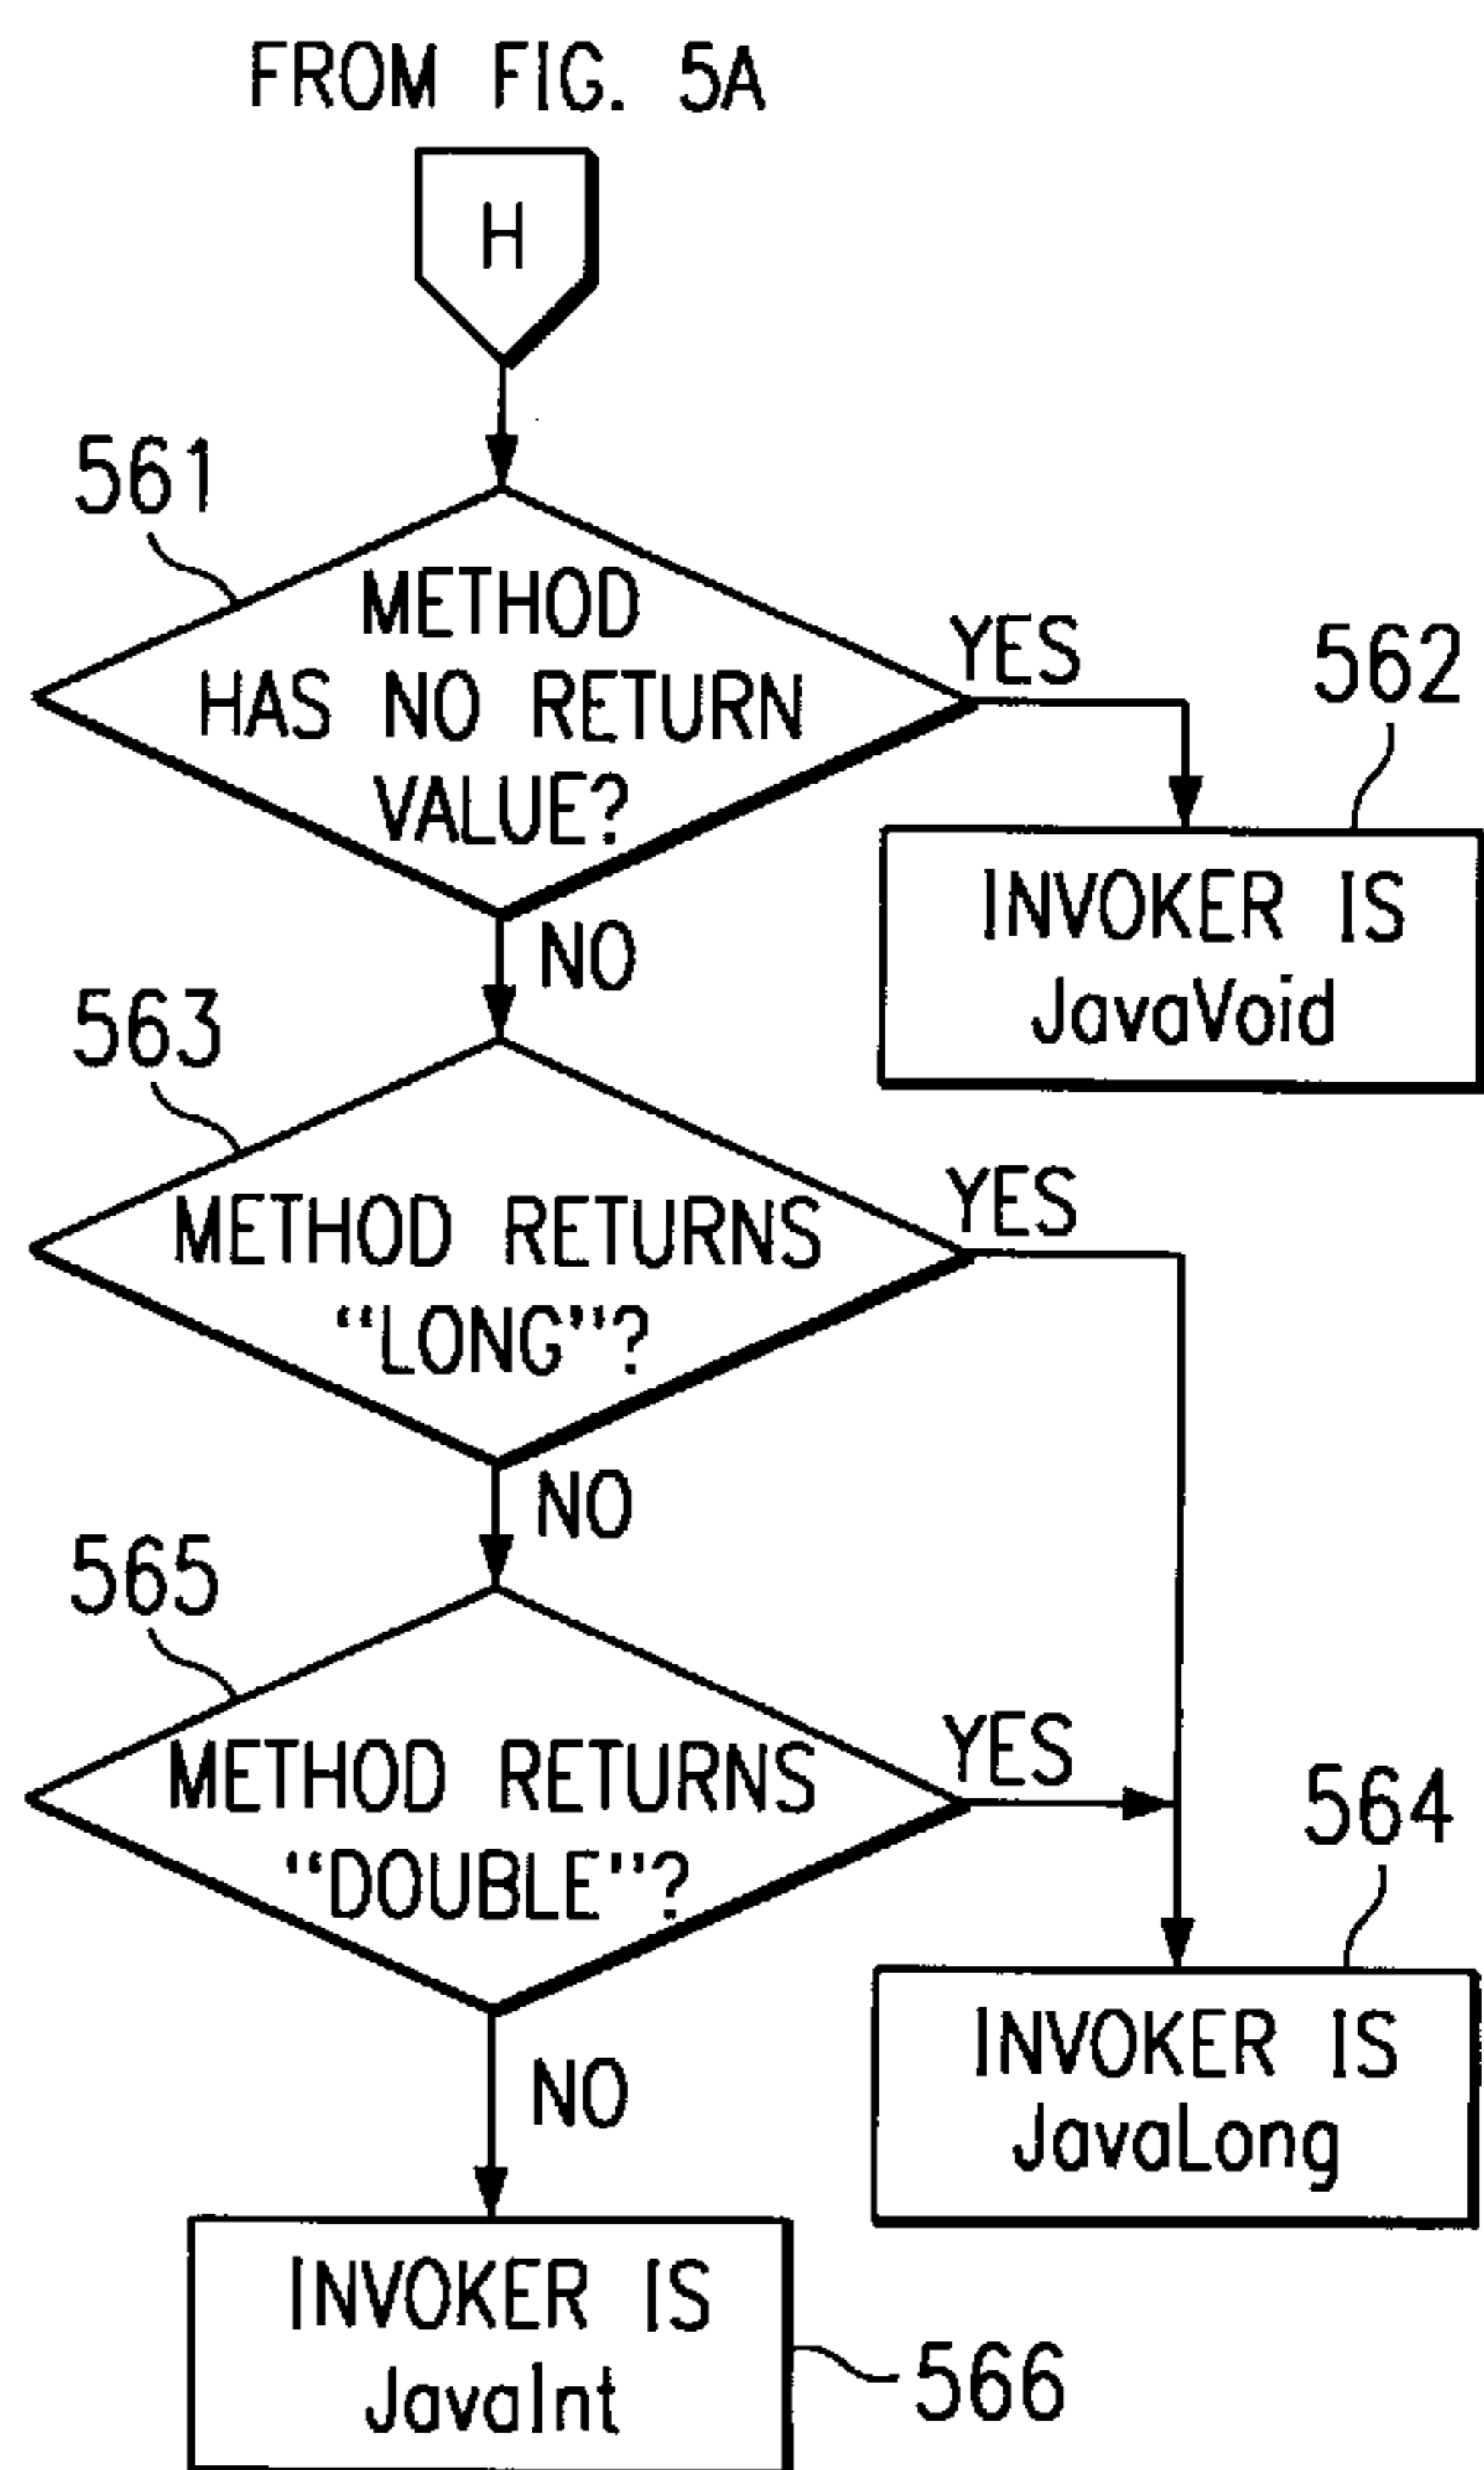 FROM FIG. 5A
H
561
METHOD
HAS NO RETURN
VALUE?
YES
562
INVOKER IS
JavaVoid
NO
563
METHOD RETURNS
“LONG”?
YES
NO
565
METHOD RETURNS
“DOUBLE”?
YES
564
INVOKER IS
JavaLong
NO
INVOKER IS
JavaInt
566